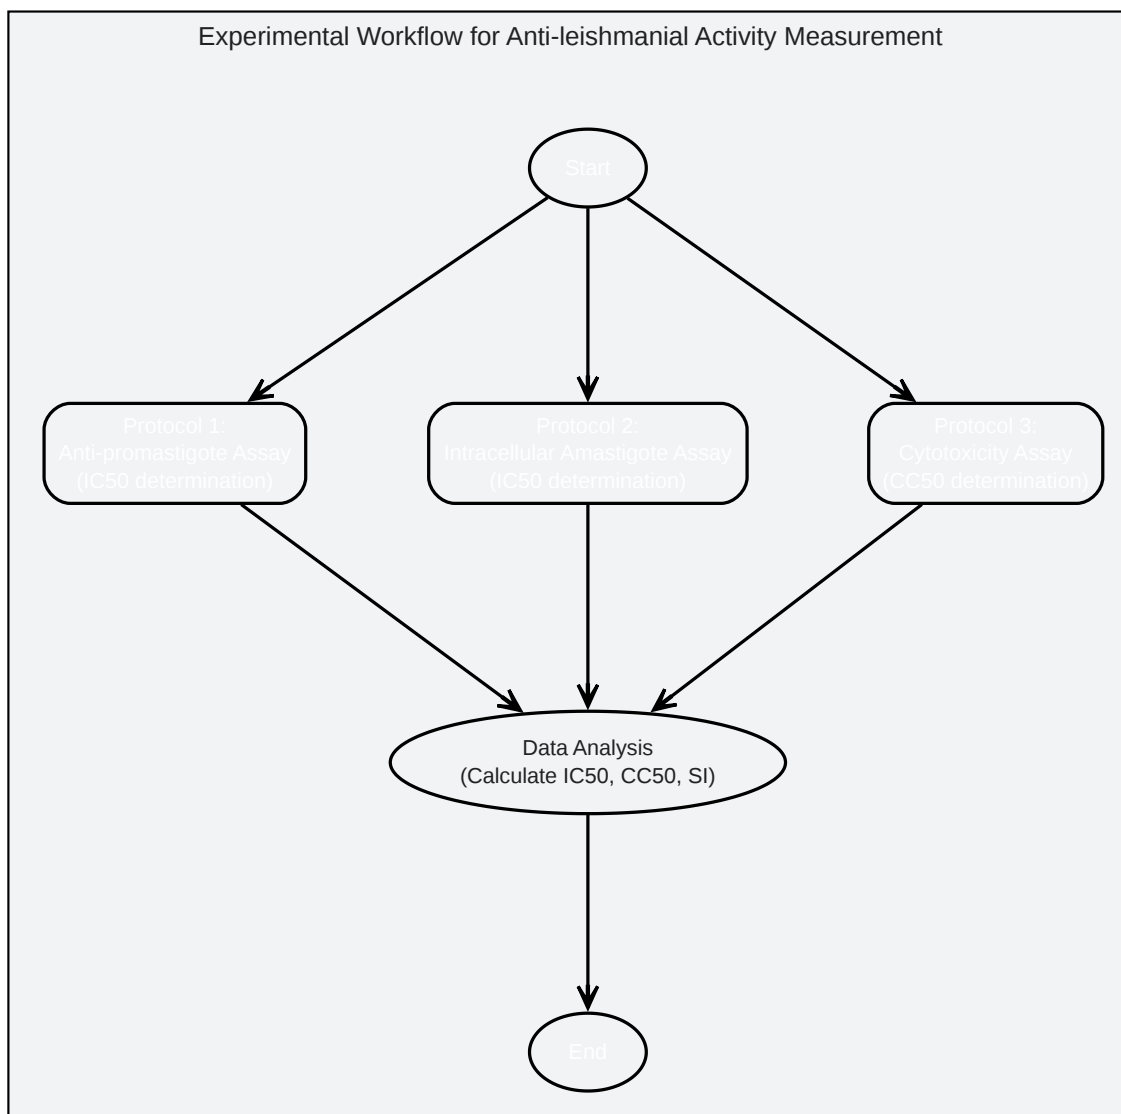 Experimental Workflow for Anti-leishmanial Activity Measurement
Start
Protocol 1:
Anti-promastigote Assay
(IC50 determination)
Protocol 2:
Intracellular Amastigote Assay
(IC50 determination)
Protocol 3:
Cytotoxicity Assay
(CC50 determination)
Data Analysis
(Calculate IC50, CC50, SI)
End